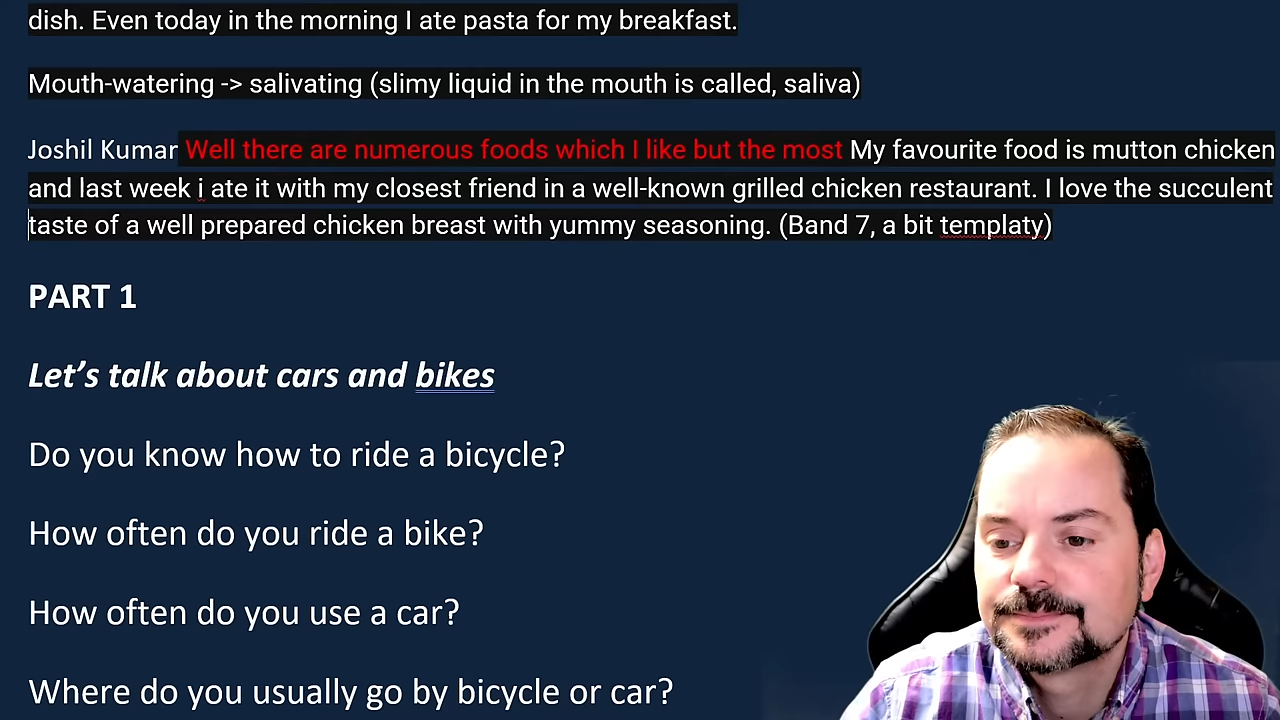 dish. Even today in the morning I ate pasta for my breakfast.
Mouth-watering -> salivating (slimy liquid in the mouth is called, saliva)
Joshil Kumar Well there are numerous foods which I like but the most My favourite food is mutton chicken
and last week i ate it with my closest friend in a well-known grilled chicken restaurant. I love the succulent
taste of a well prepared chicken breast with yummy seasoning. (Band 7, a bit templaty)
PART 1
Let’s talk about cars and bikes
Do you know how to ride a bicycle?
How often do you ride a bike?
How often do you use a car?
Where do you usually go by bicycle or car?